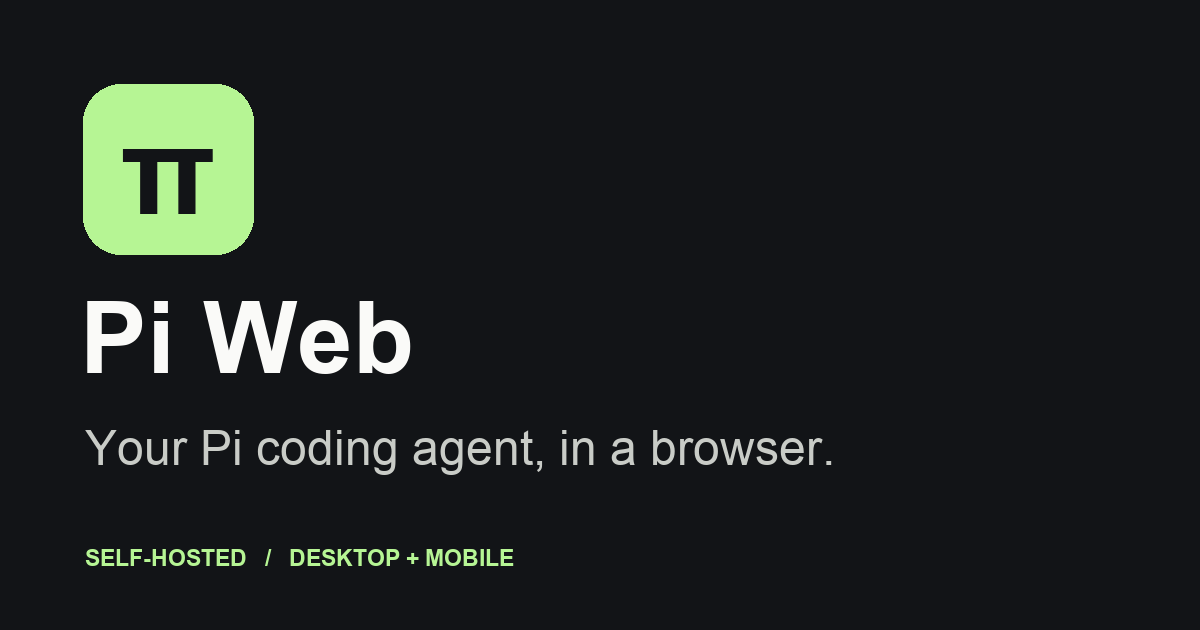 π
Pi Web
Your Pi coding agent, in a browser.
SELF-HOSTED / DESKTOP + MOBILE